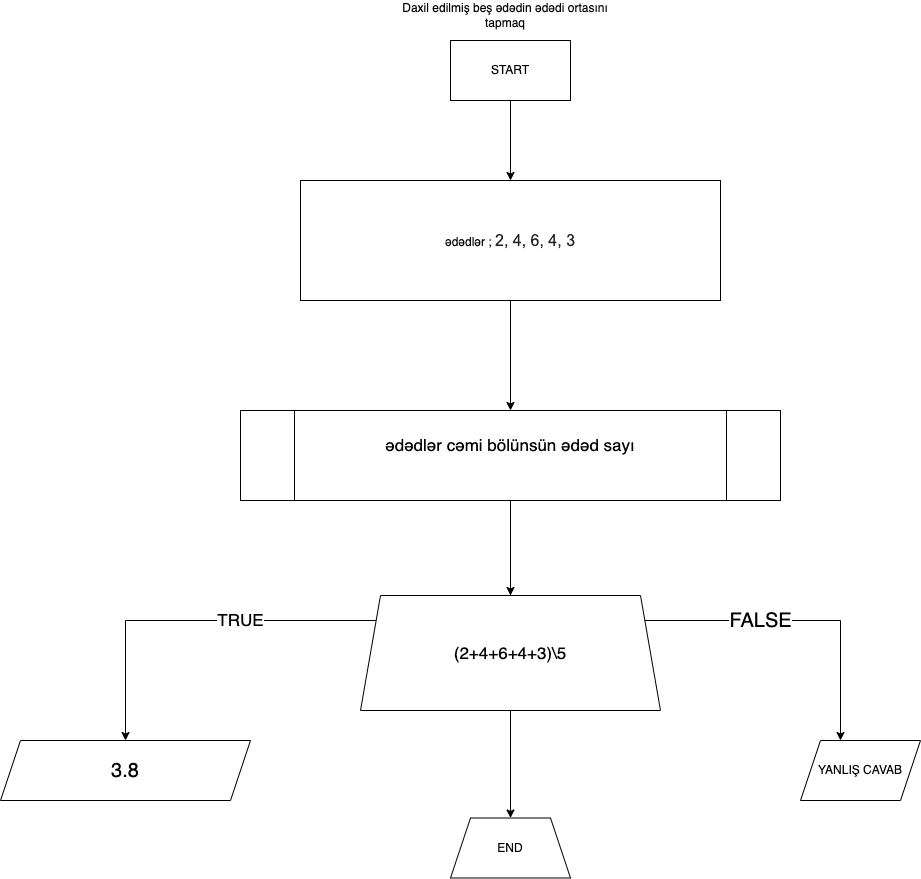 Daxil edilmiş beş ədədin ədədi ortasını
tapmaq
START
ədədlər ; 2, 4, 6, 4, 3
ədədlər cəmi bölünsün ədəd sayı
TRUE
FALSE
(2+4+6+4+3)\5
3.8
YANLIŞ CAVAB
END